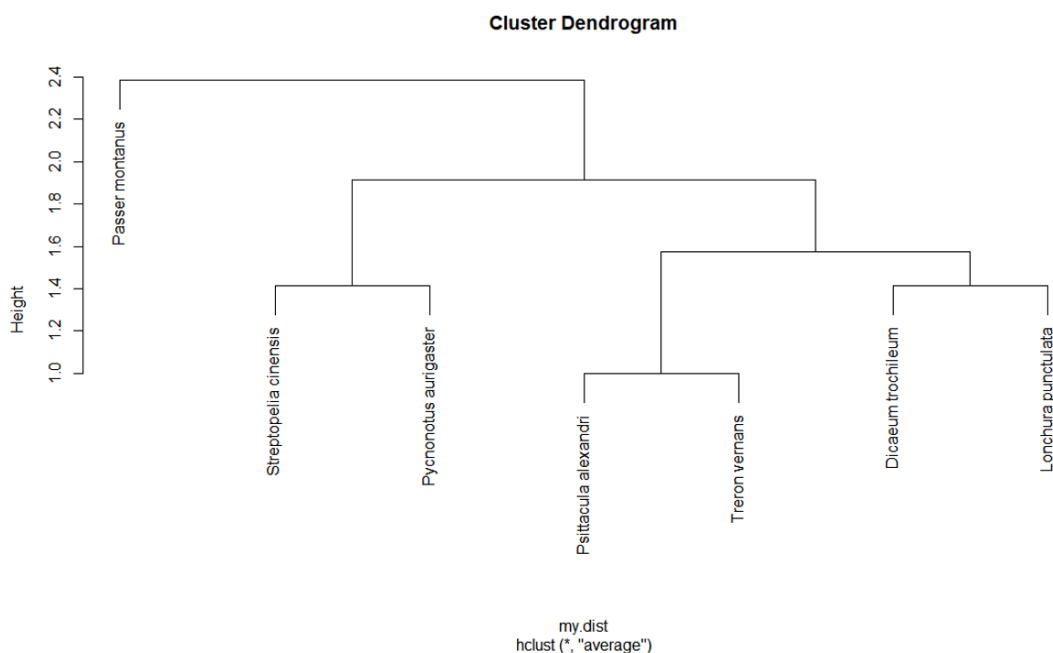 Cluster Dendrogram
Height
2.4
2.2
2.0
1.8
1.6
1.4
1.2
1.0
Passer montanus
Streptopelia cinensis
Pycnonotus aurigaster
Psittacula alexandri
Treron vernans
Dicaeum trochileum
Lonchura punctulata
my.dist
hclust (*, "average")